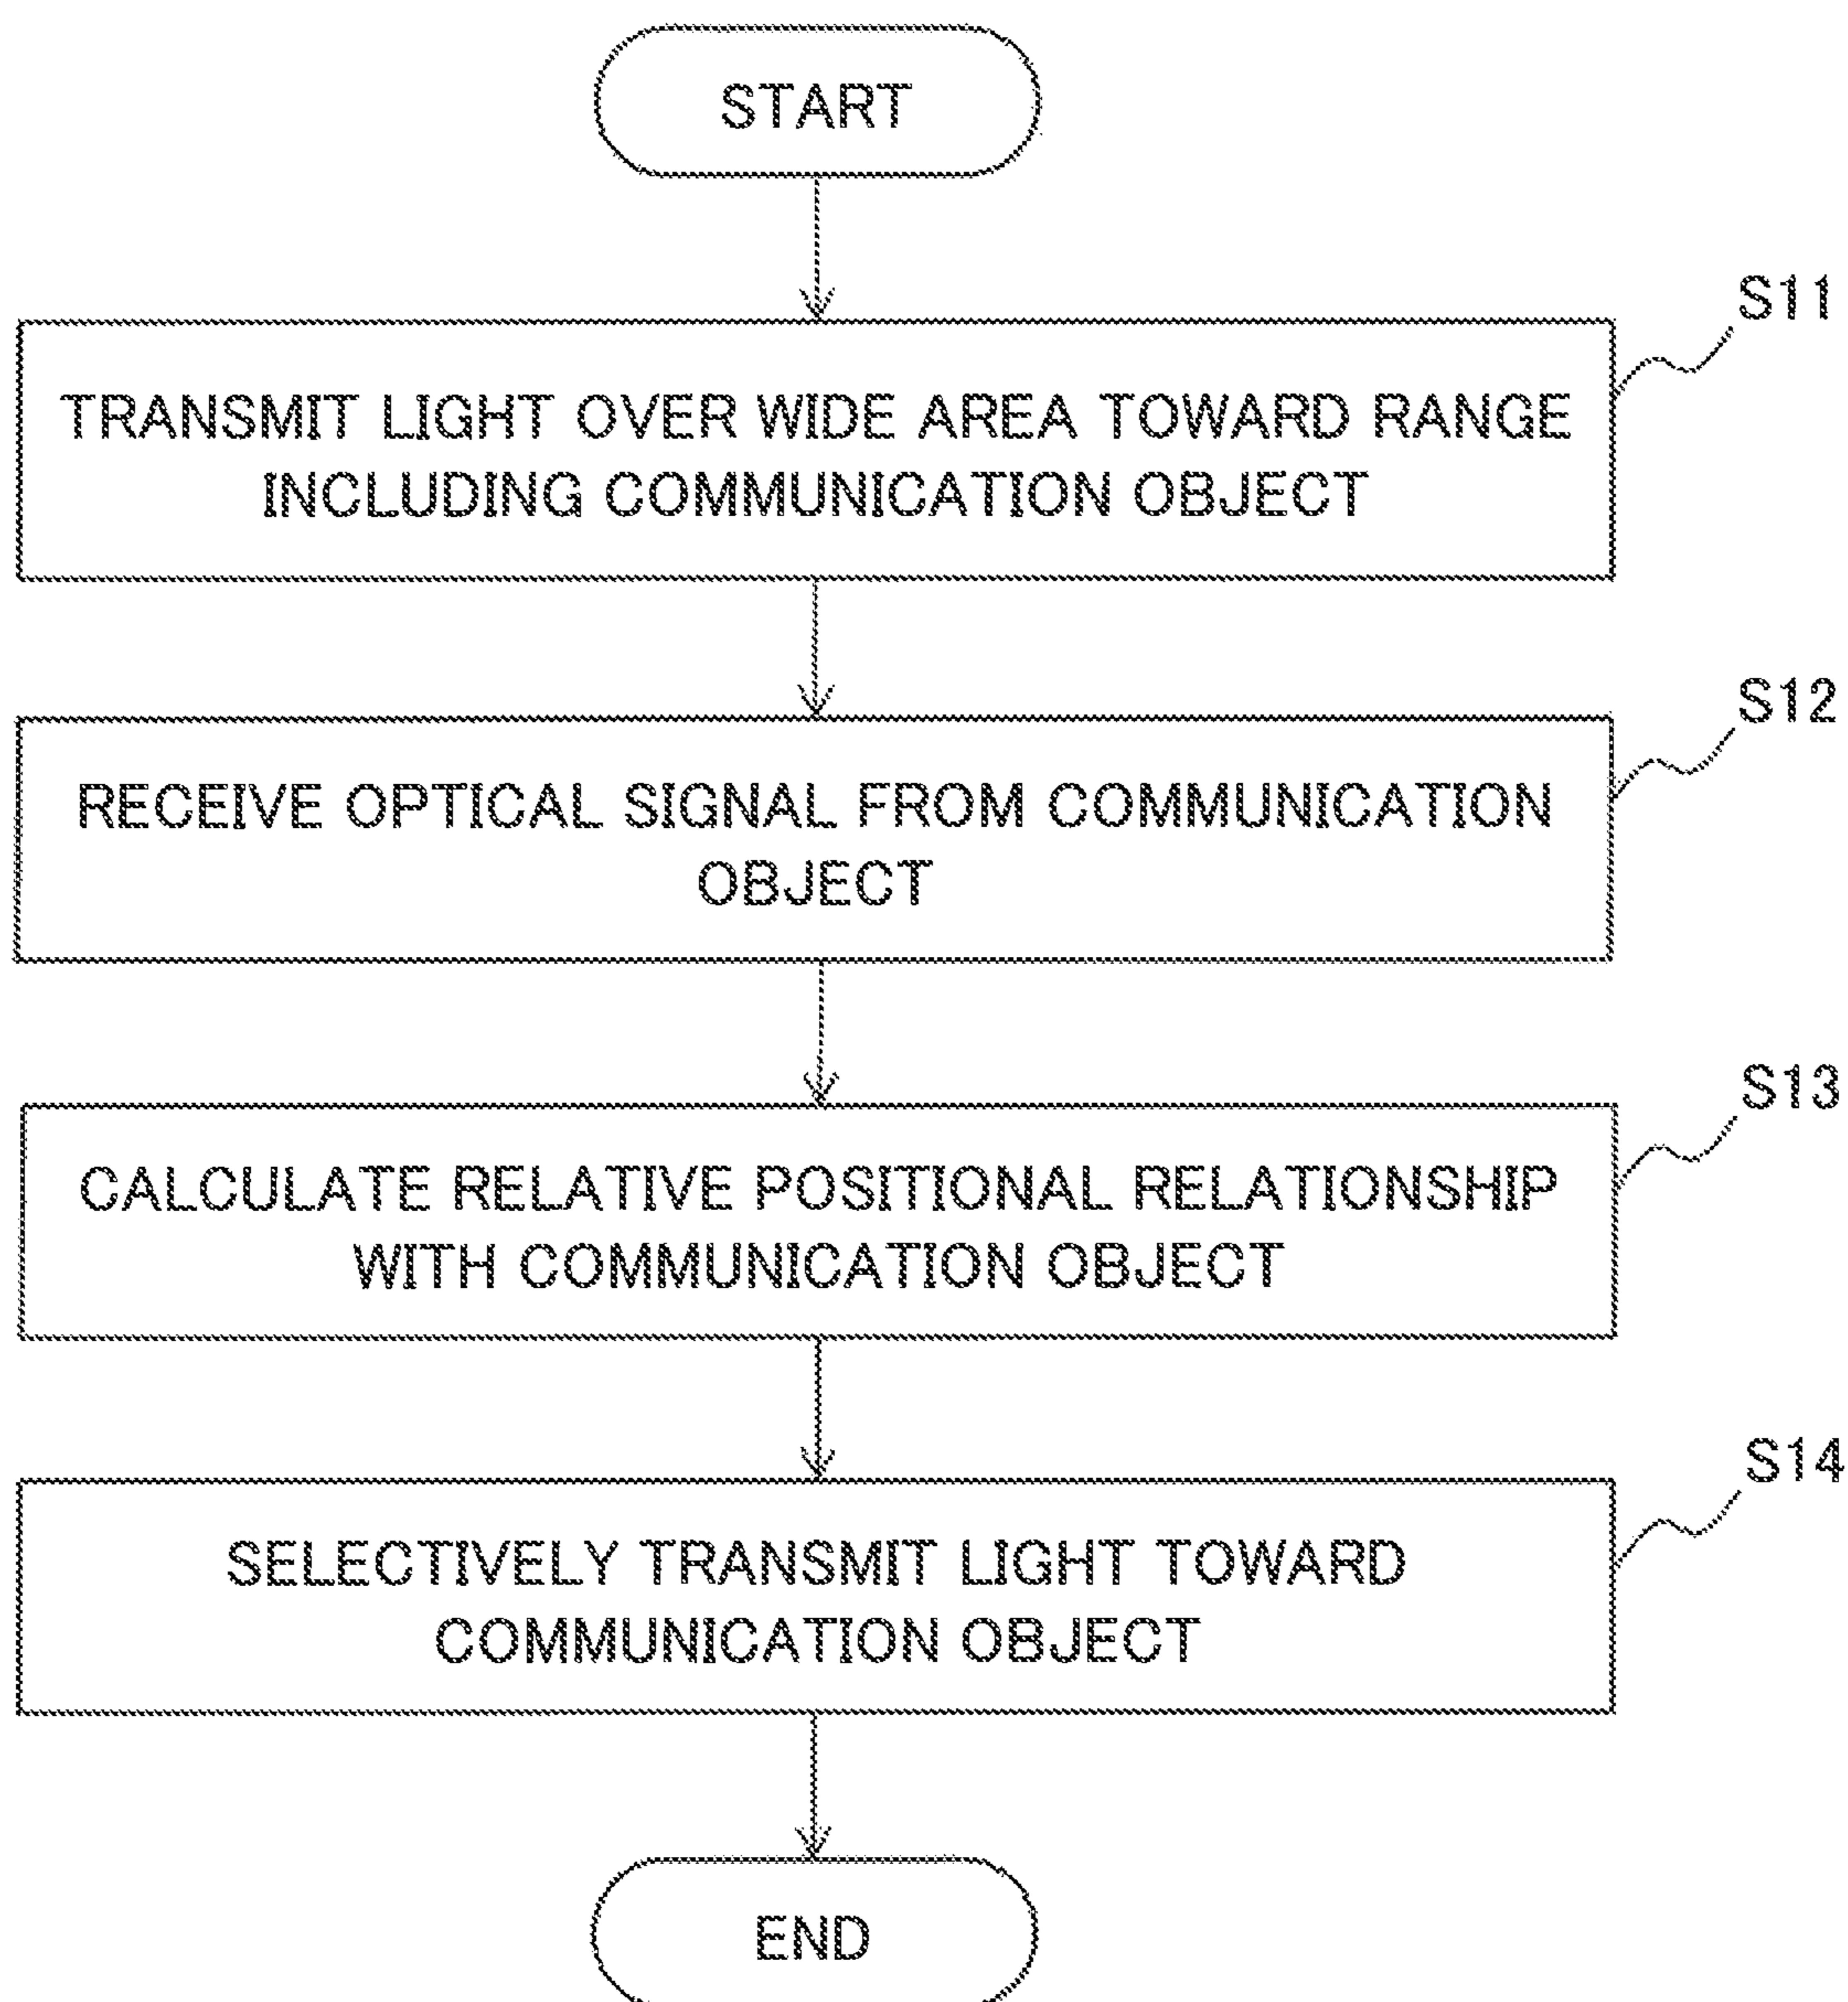 START
S11
TRANSMIT LIGHT OVER WIDE AREA TOWARD RANGE
INCLUDING COMMUNICATION OBJECT
S12
RECEIVE OPTICAL SIGNAL FROM COMMUNICATION
OBJECT
S13
CALCULATE RELATIVE POSITIONAL RELATIONSHIP
WITH COMMUNICATION OBJECT
S14
SELECTIVELY TRANSMIT LIGHT TOWARD
COMMUNICATION OBJECT
END